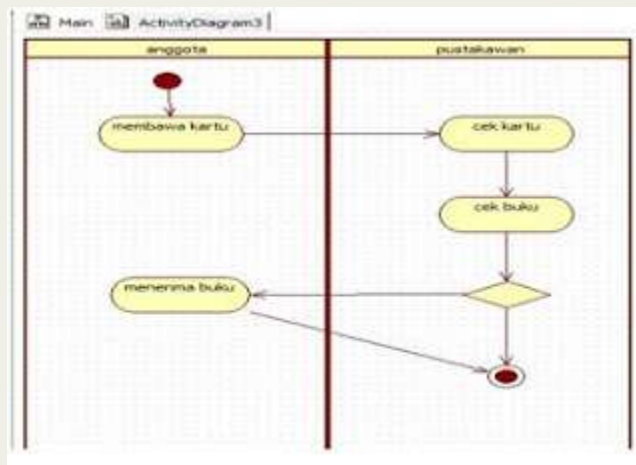 Main ActivityDiagram3
anggota pustakawan
membawa kartu cek kartu
cek buku
menerima buku